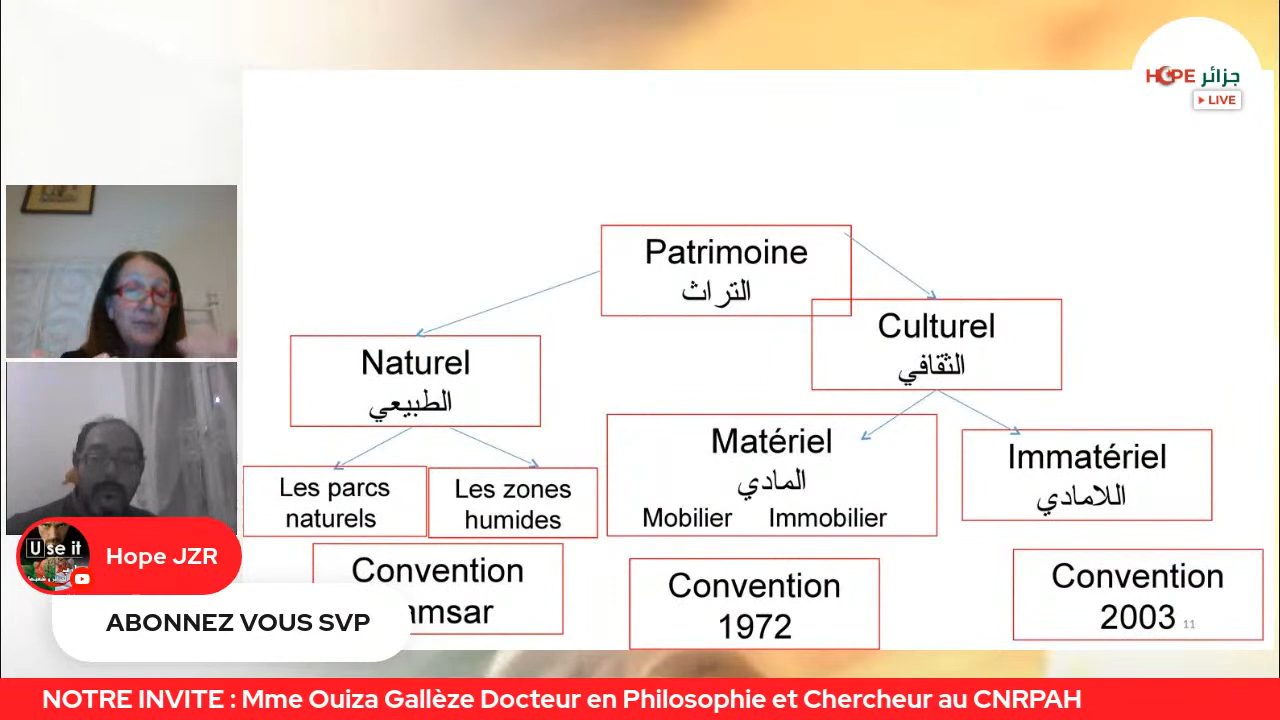 HOPE جزائر
LIVE
Patrimoine
التراث
Culturel
الثقافي
Naturel
الطبيعي
Matériel
المادي
Mobilier Immobilier
Immatériel
اللامادي
Les parcs
naturels
Les zones
humides
Convention
amsar
Convention
1972
Convention
2003
11
Use it
Hope JZR
ABONNEZ VOUS SVP
NOTRE INVITE : Mme Ouiza Gallèze Docteur en Philosophie et Chercheur au CNRPAH